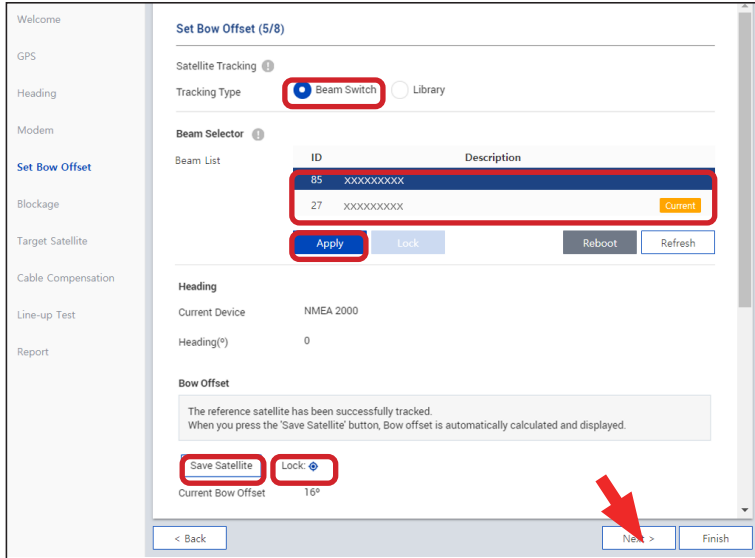 Welcome
GPS
Heading
Modem
Set Bow Offset
Blockage
Target Satellite
Cable Compensation
Line-up Test
Report
Set Bow Offset (5/8)
Satellite Tracking
Tracking Type Beam Switch Library
Beam Selector
Beam List
ID Description
85 XXXXXXXXX
27 XXXXXXXXX Current
Apply Lock Reboot Refresh
Heading
Current Device NMEA 2000
Heading(º) 0
Bow Offset
The reference satellite has been successfully tracked.
When you press the 'Save Satellite' button, Bow offset is automatically calculated and displayed.
Save Satellite Lock:
Current Bow Offset 16º
< Back Next > Finish